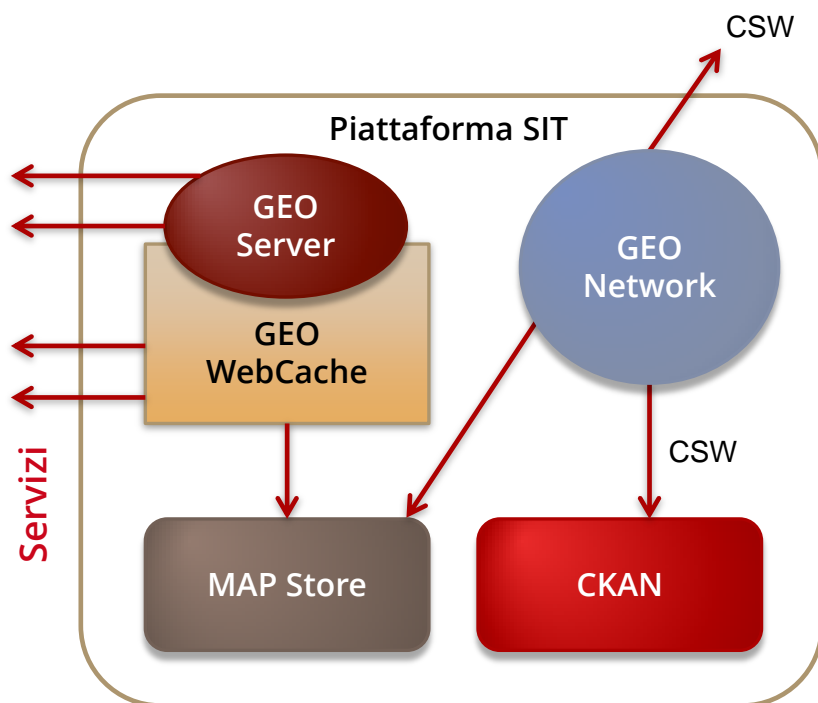 CSW
Piattaforma SIT
GEO
Server
GEO
Network
GEO
WebCache
CSW
Servizi
MAP Store
CKAN